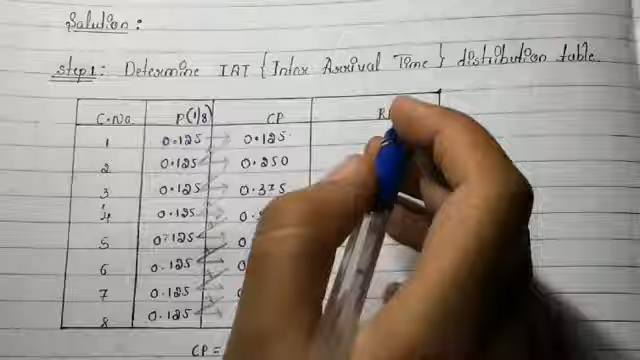 Solution :
Step 1 : Determine IAT { Inter Arrival Time } distribution table.
C.No. P(1/8) CP
1 0.125 0.125
2 0.125 0.250
3 0.125 0.375
4 0.125
5 0.125
6 0.125
7 0.125
8 0.125
CP =